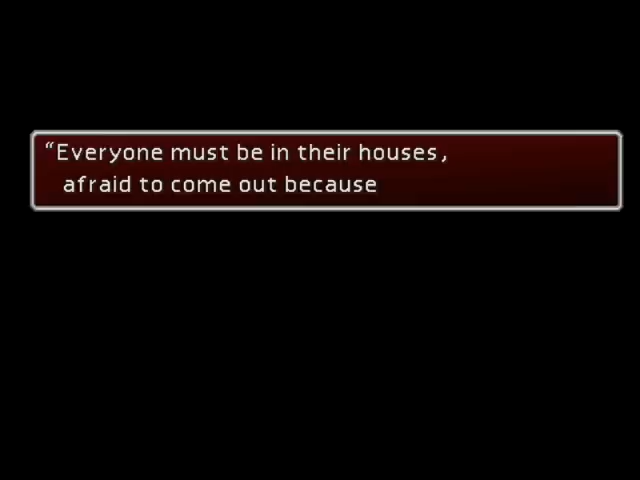 “Everyone must be in their houses,
afraid to come out because